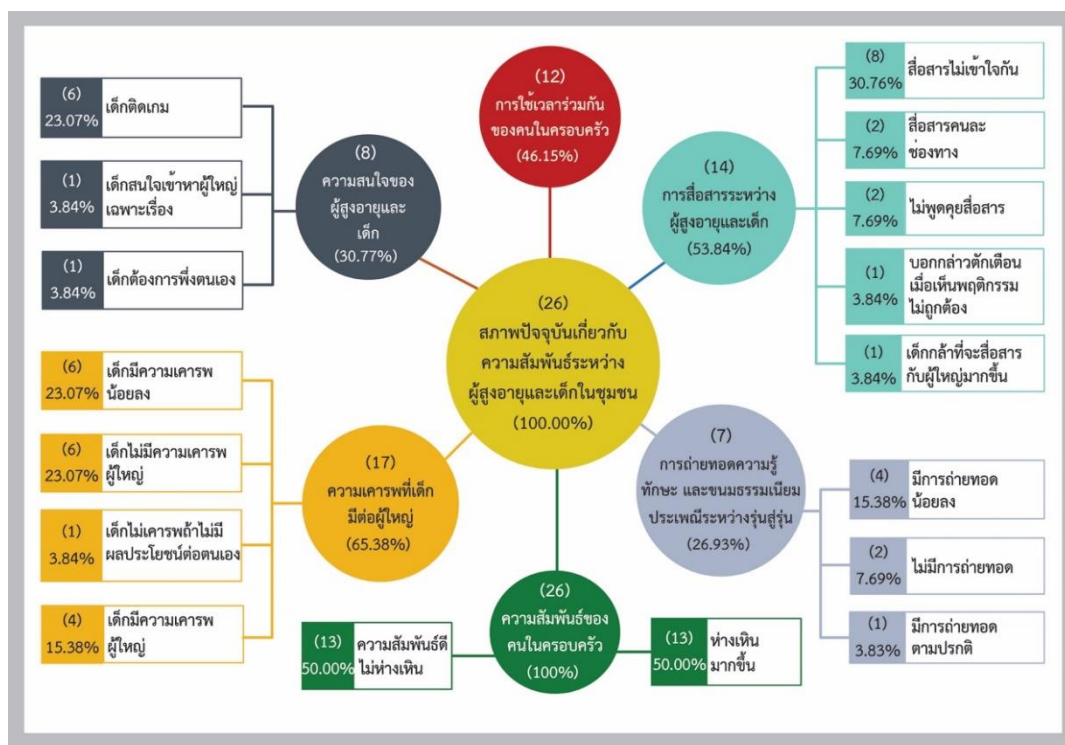 (12)
การใช้เวลาร่วมกัน
ของคนในครอบครัว
(46.15%)
(8)
ความสนใจของ
ผู้สูงอายุและ
เด็ก
(30.77%)
(6)
23.07%
เด็กติดเกม
(1)
3.84%
เด็กสนใจเข้าหาผู้ใหญ่
เฉพาะเรื่อง
(1)
3.84%
เด็กต้องการพึ่งตนเอง
(14)
การสื่อสารระหว่าง
ผู้สูงอายุและเด็ก
(53.84%)
(8)
30.76%
สื่อสารไม่เข้าใจกัน
(2)
7.69%
สื่อสารคนละ
ช่องทาง
(2)
7.69%
ไม่พูดคุยสื่อสาร
(1)
3.84%
บอกกล่าวตักเตือน
เมื่อเห็นพฤติกรรม
ไม่ถูกต้อง
(1)
3.84%
เด็กกล้าที่จะสื่อสาร
กับผู้ใหญ่มากขึ้น
(26)
สภาพปัจจุบันเกี่ยวกับ
ความสัมพันธ์ระหว่าง
ผู้สูงอายุและเด็กในชุมชน
(100.00%)
(17)
ความเคารพที่เด็ก
มีต่อผู้ใหญ่
(65.38%)
(6)
23.07%
เด็กมีความเคารพ
น้อยลง
(6)
23.07%
เด็กไม่มีความเคารพ
ผู้ใหญ่
(1)
3.84%
เด็กไม่เคารพถ้าไม่มี
ผลประโยชน์ต่อตนเอง
(4)
15.38%
เด็กมีความเคารพ
ผู้ใหญ่
(7)
การถ่ายทอดความรู้
ทักษะ และขนมธรรมเนียม
ประเพณีระหว่างรุ่นสู่รุ่น
(26.93%)
(4)
15.38%
มีการถ่ายทอด
น้อยลง
(2)
7.69%
ไม่มีการถ่ายทอด
(1)
3.83%
มีการถ่ายทอด
ตามปรกติ
(26)
ความสัมพันธ์ของ
คนในครอบครัว
(100%)
(13)
50.00%
ความสัมพันธ์ดี
ไม่ห่างเหิน
(13)
50.00%
ห่างเหิน
มากขึ้น